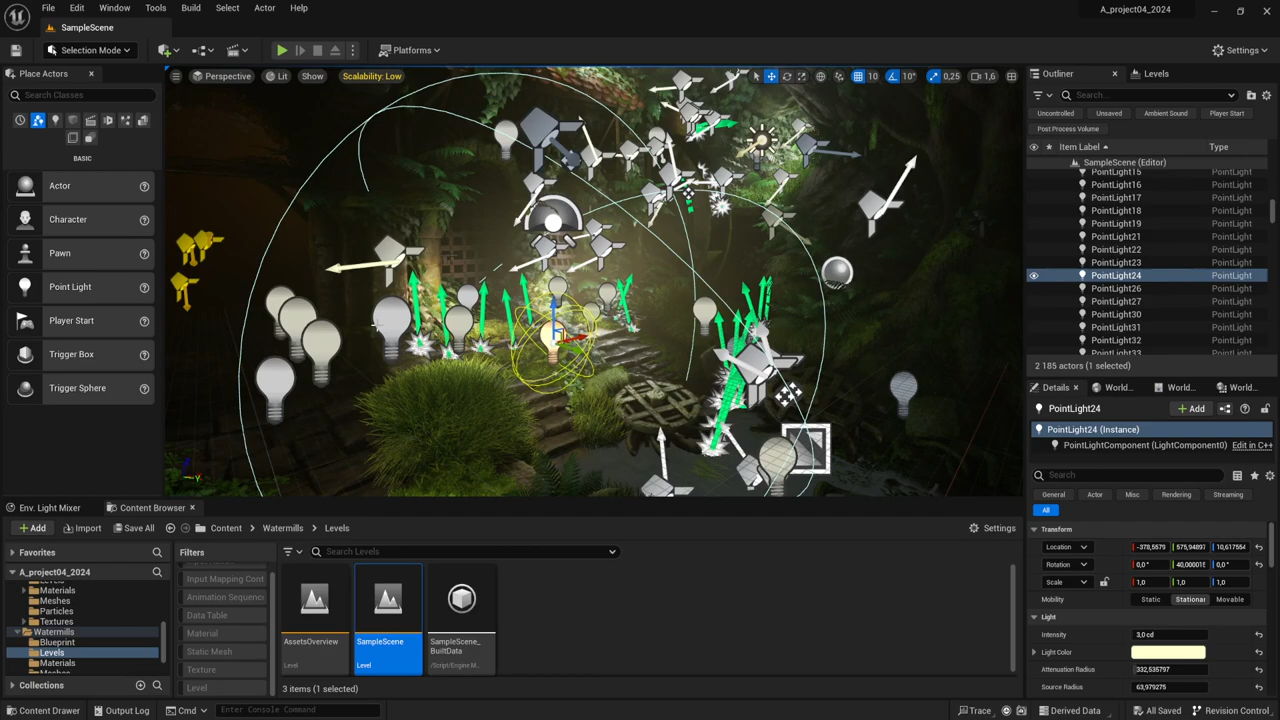 File Edit Window Tools Build Select Actor Help
A_project04_2024
SampleScene
Selection Mode
Platforms
Settings
Place Actors
Perspective
Lit
Show
Scalability: Low
10
10°
0,25
1,6
Outliner
Levels
Search Classes
Search...
Uncontrolled
Unsaved
Ambient Sound
Player Start
Post Process Volume
BASIC
Item Label
Type
SampleScene (Editor)
PointLight15 PointLight
PointLight16 PointLight
PointLight17 PointLight
PointLight18 PointLight
PointLight19 PointLight
PointLight21 PointLight
PointLight22 PointLight
PointLight23 PointLight
PointLight24 PointLight
PointLight26 PointLight
PointLight27 PointLight
PointLight30 PointLight
PointLight31 PointLight
PointLight32 PointLight
PointLight33 PointLight
2 185 actors (1 selected)
Actor
Character
Pawn
Point Light
Player Start
Trigger Box
Trigger Sphere
Details
World...
World...
World...
PointLight24
Add
PointLight24 (Instance)
PointLightComponent (LightComponent0)
Edit in C++
Search
General
Actor
Misc
Rendering
Streaming
All
Transform
Location -378,5579 575,94897 10,617554
Rotation 0,0° 40,000015 0,0°
Scale 1,0 1,0 1,0
Mobility Static Stationar Movable
Light
Intensity 3,0 cd
Light Color
Attenuation Radius 332,535797
Source Radius 63,979275
Env. Light Mixer
Content Browser
Add
Import
Save All
Content
Watermills
Levels
Settings
Favorites
A_project04_2024
Levels
Materials
Meshes
Particles
Textures
Watermills
Blueprint
Levels
Materials
Meshes
Collections
Filters
Input Mapping Cont
Animation Sequenc
Data Table
Material
Static Mesh
Texture
Level
Search Levels
AssetsOverview
Level
SampleScene
Level
SampleScene_
BuiltData
/Script/Engine.M...
3 items (1 selected)
Content Drawer
Output Log
Cmd
Enter Console Command
Trace
Derived Data
All Saved
Revision Control